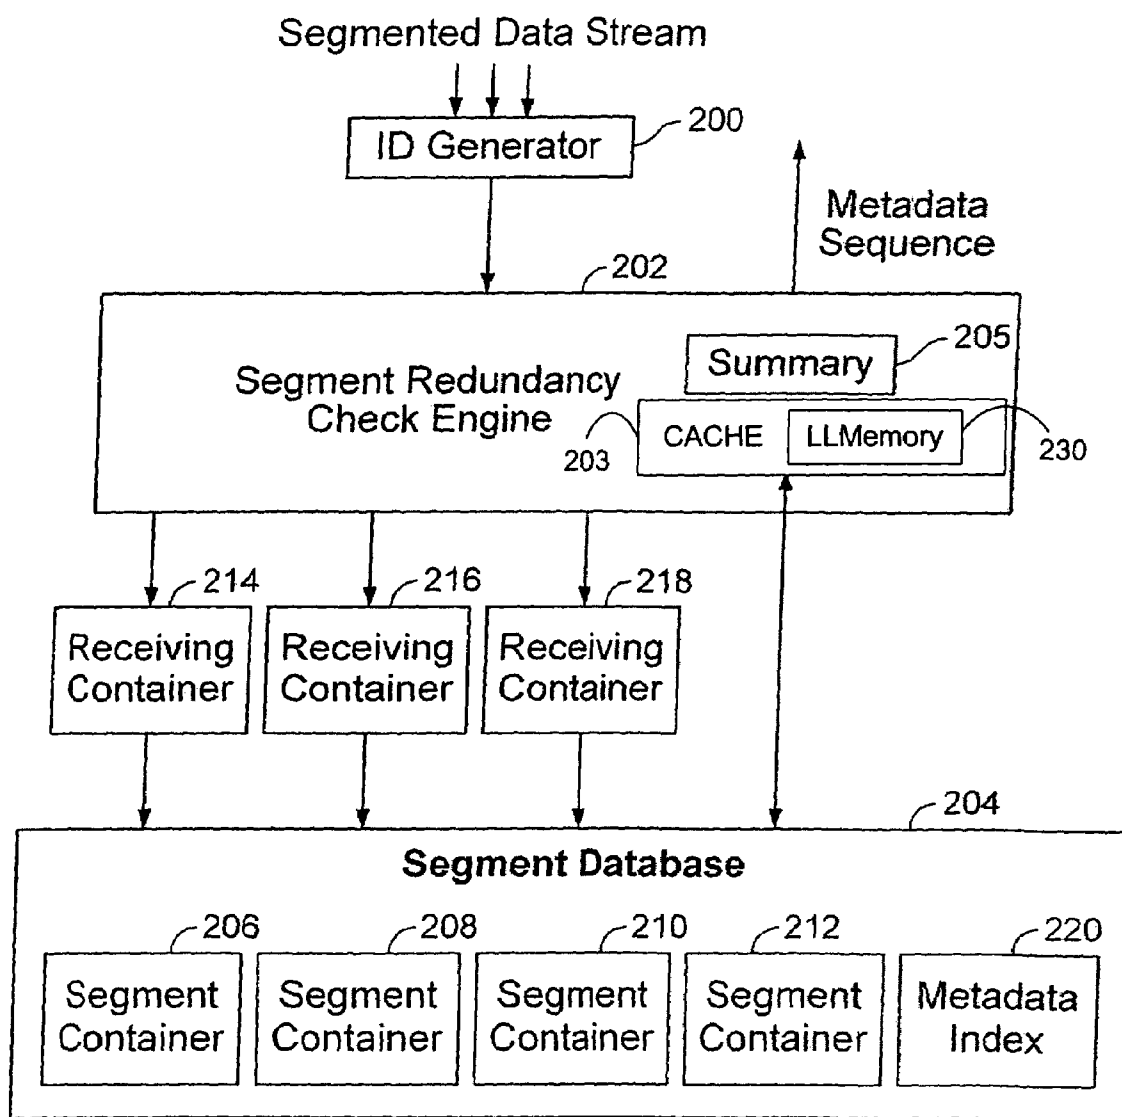 Segmented Data Stream
ID Generator
200
Metadata
Sequence
202
Summary
205
Segment Redundancy
Check Engine
203
CACHE
LLMemory
230
214
216
218
Receiving
Container
Receiving
Container
Receiving
Container
204
Segment Database
206
208
210
212
220
Segment
Container
Segment
Container
Segment
Container
Segment
Container
Metadata
Index